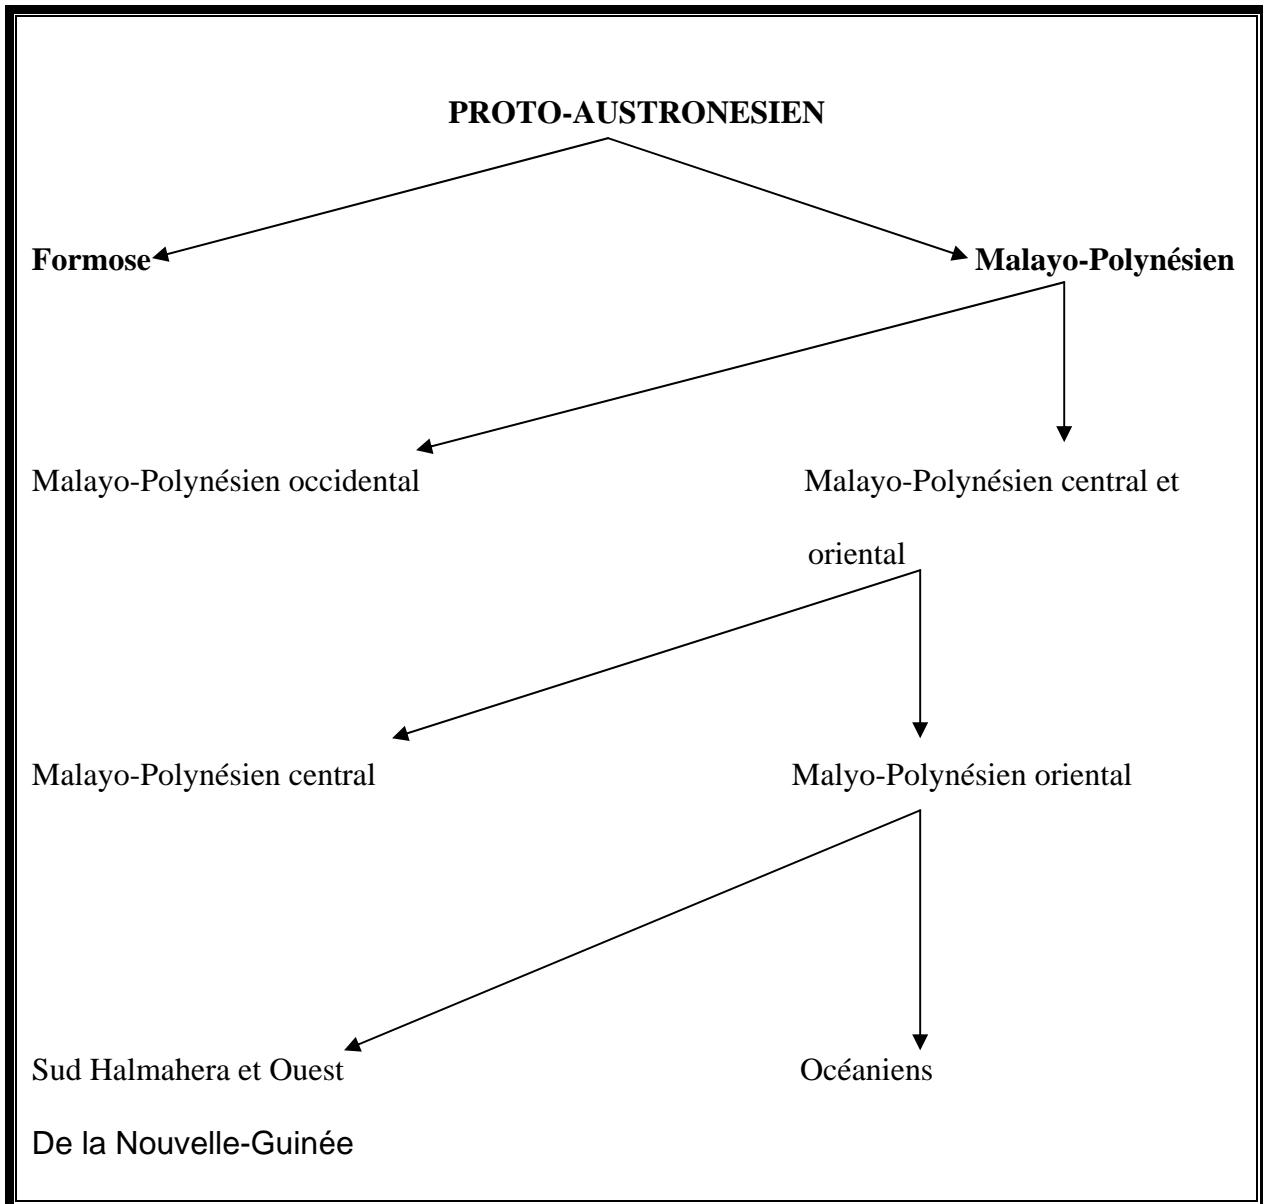 PROTO-AUSTRONESIEN
Formose
Malayo-Polynésien
Malayo-Polynésien occidental
Malayo-Polynésien central et
oriental
Malayo-Polynésien central
Malyo-Polynésien oriental
Sud Halmahera et Ouest
Océaniens
De la Nouvelle-Guinée